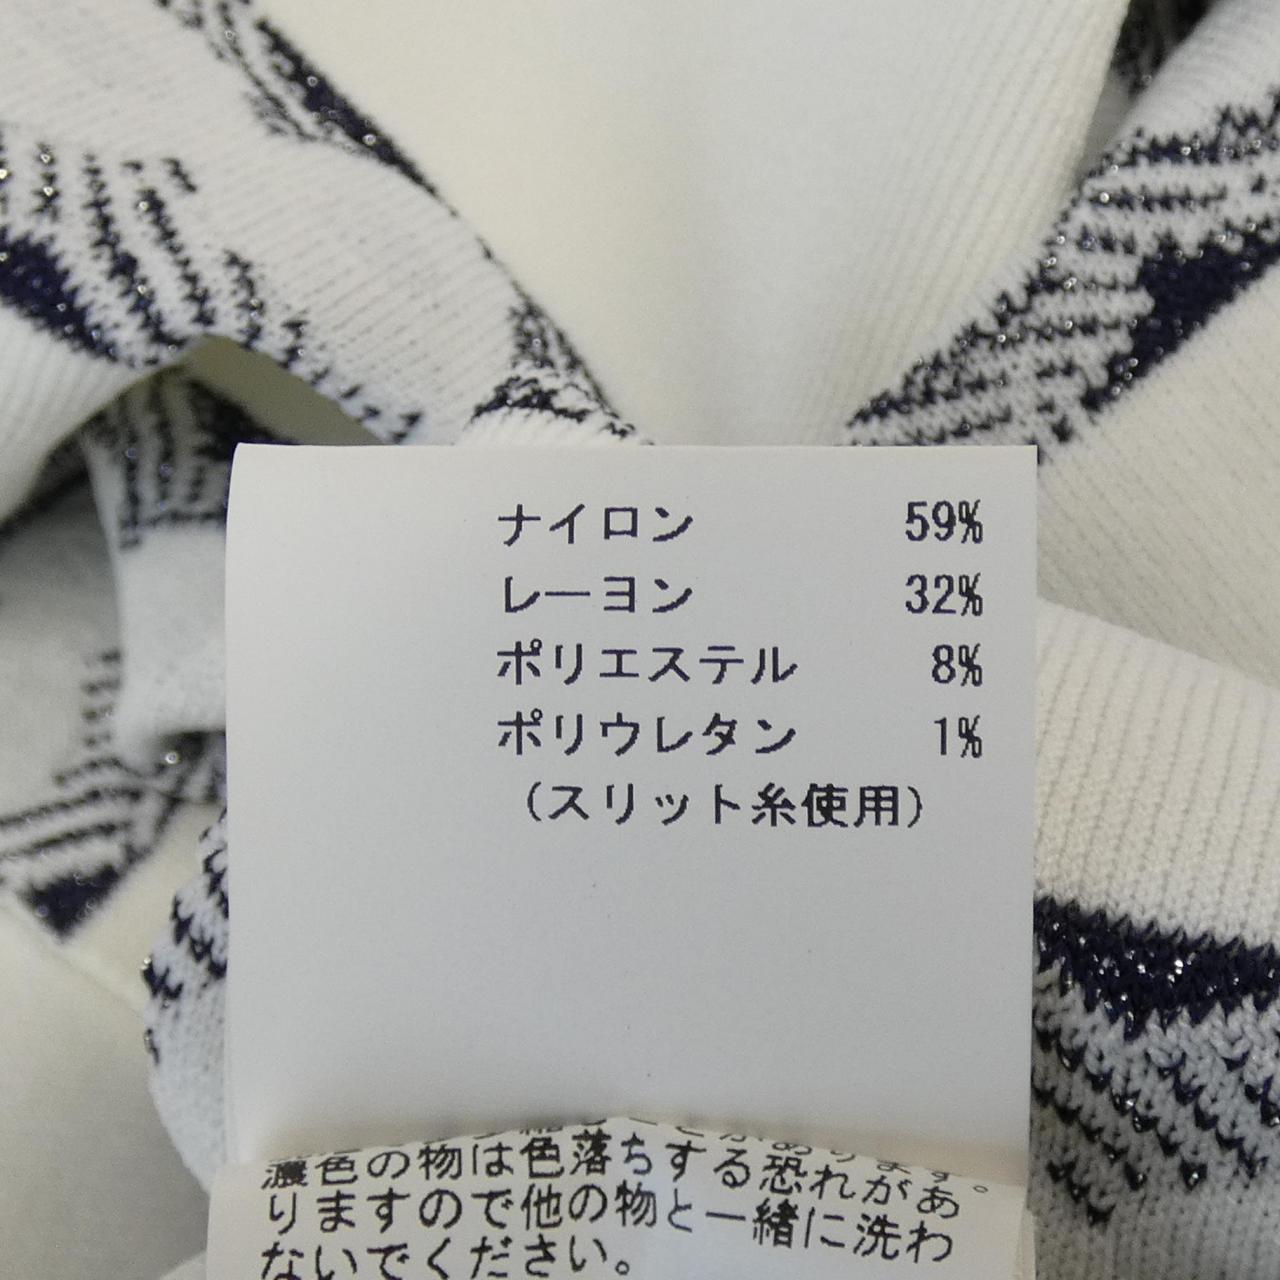 ナイロン 59%
レーヨン 32%
ポリエステル 8%
ポリウレタン 1%
(スリット糸使用)
濃色の物は色落ちする恐れがあ
りますので他の物と一緒に洗わ
ないでください。